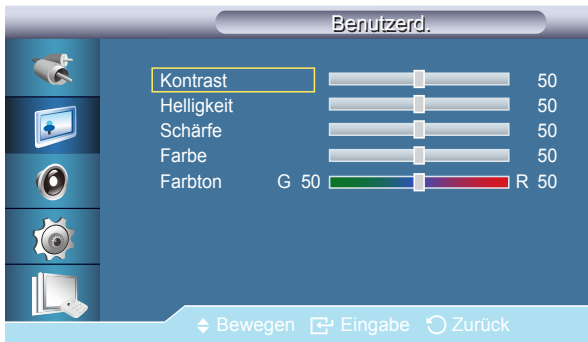 Benutzerd.
Kontrast 50
Helligkeit 50
Schärfe 50
Farbe 50
Farbton G 50 R 50
Bewegen Eingabe Zurück